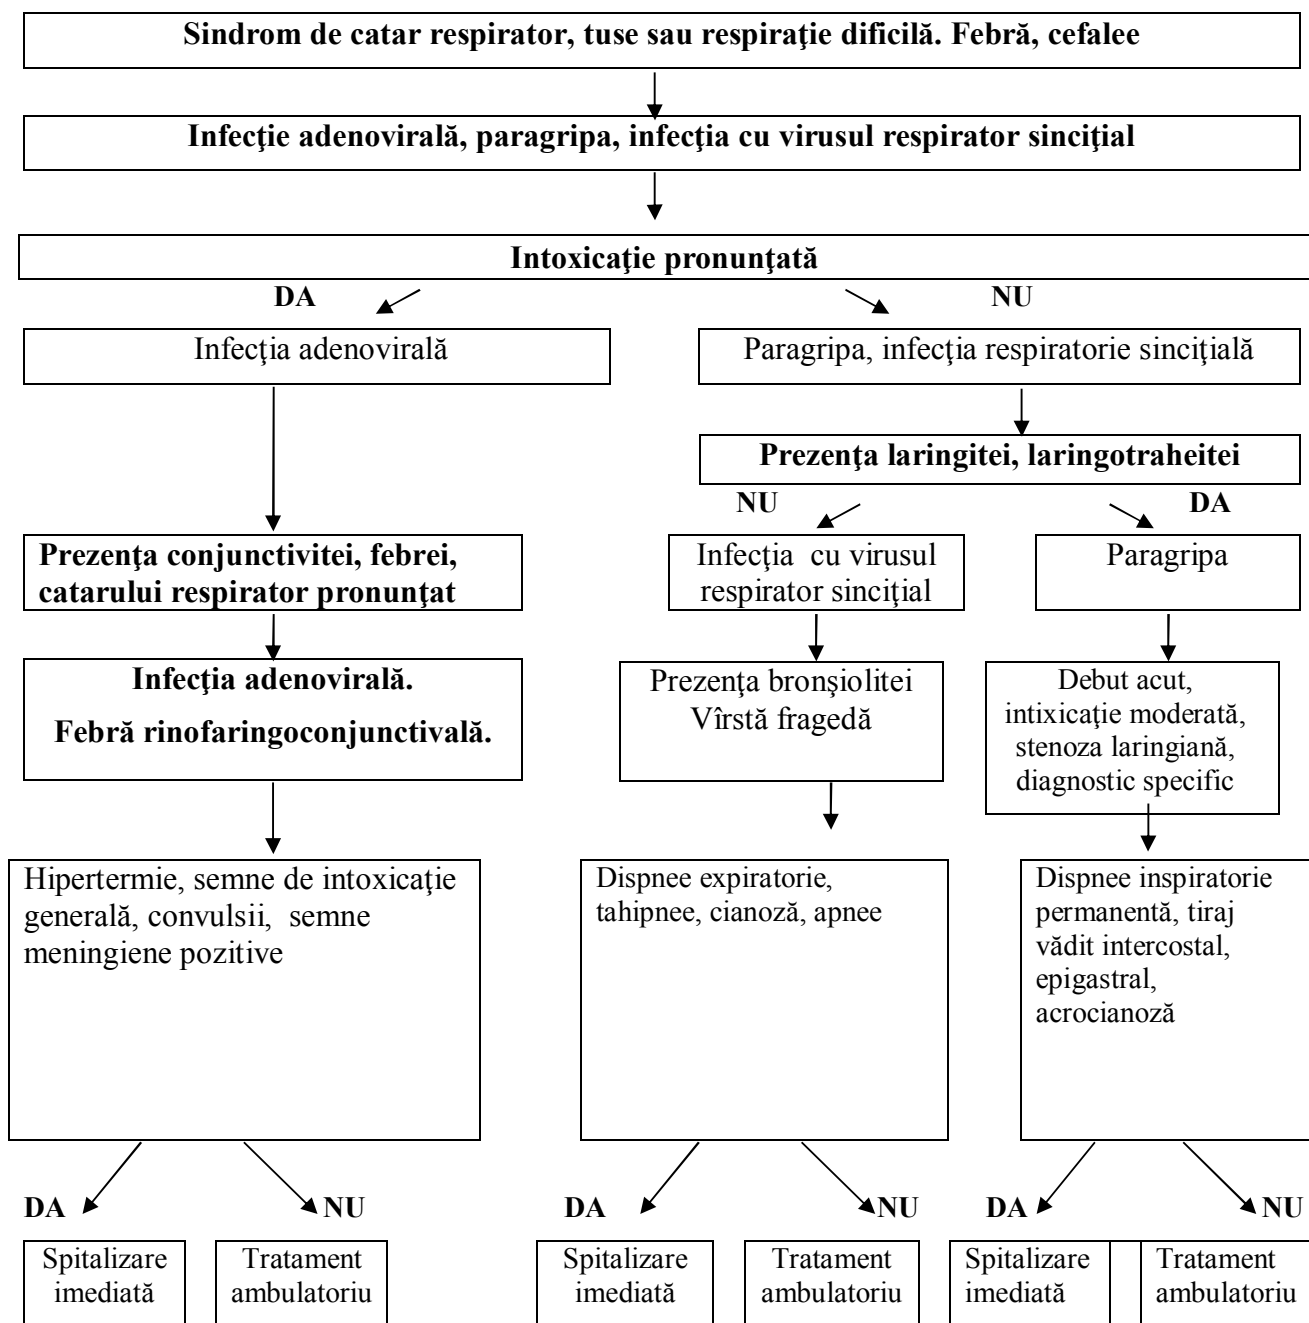 Sindrom de catar respirator, tuse sau respiraţie dificilă. Febră, cefalee
Infecţie adenovirală, paragripa, infecţia cu virusul respirator sinciţial
Intoxicaţie pronunţată
DA
NU
Infecţia adenovirală
Paragripa, infecţia respiratorie sinciţială
Prezenţa laringitei, laringotraheitei
NU
DA
Prezenţa conjunctivitei, febrei,
catarului respirator pronunţat
Infecţia cu virusul
respirator sinciţial
Paragripa
Infecţia adenovirală.
Febră rinofaringoconjunctivală.
Prezenţa bronşiolitei
Vîrstă fragedă
Debut acut,
intixicaţie moderată,
stenoza laringiană,
diagnostic specific
Hipertermie, semne de intoxicaţie
generală, convulsii, semne
meningiene pozitive
Dispnee expiratorie,
tahipnee, cianoză, apnee
Dispnee inspiratorie
permanentă, tiraj
vădit intercostal,
epigastral,
acrocianoză
DA
NU
DA
NU
DA
NU
Spitalizare
imediată
Tratament
ambulatoriu
Spitalizare
imediată
Tratament
ambulatoriu
Spitalizare
imediată
Tratament
ambulatoriu